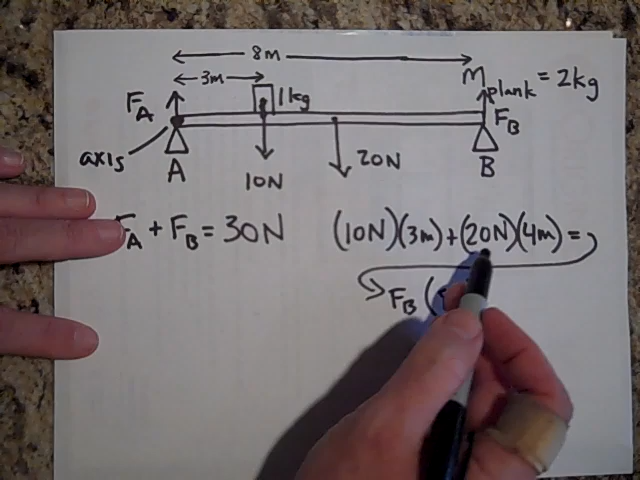 8m
3m
M plank = 2kg
1kg
F_A
F_B
axis
A
10N
20N
B
F_A + F_B = 30N
(10N)(3m)+(20N)(4m)=
F_B (